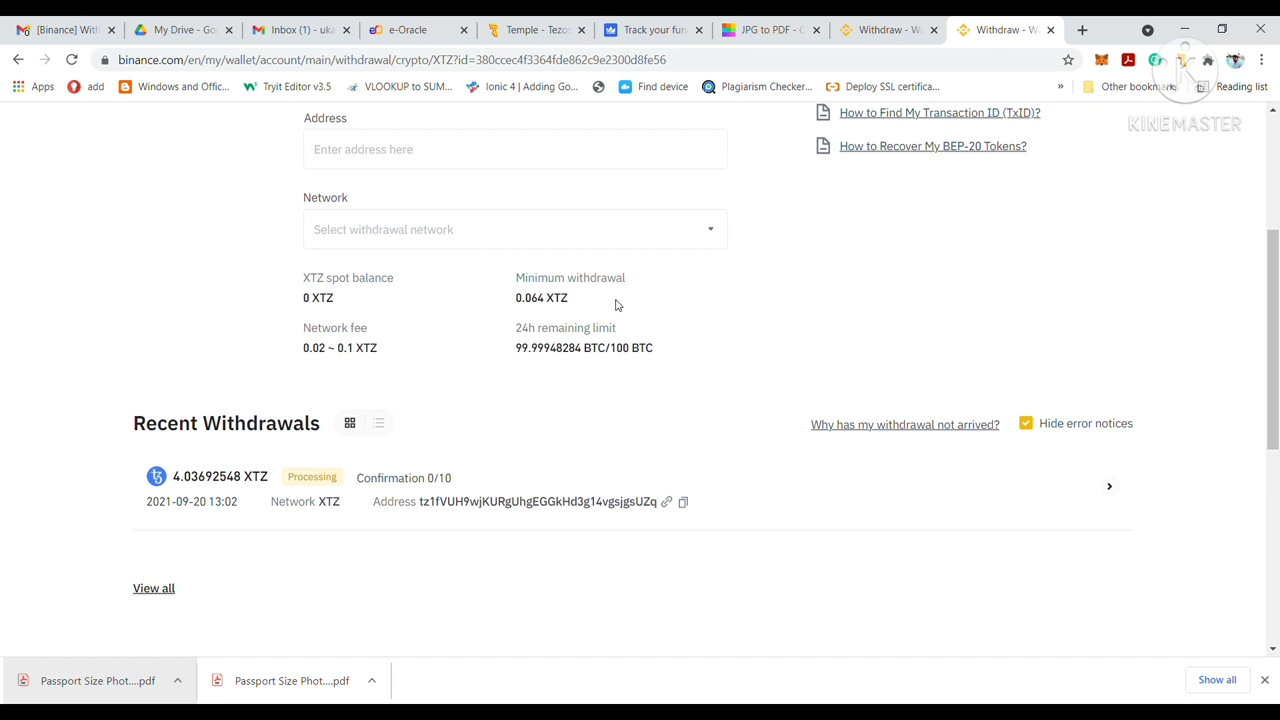 [Binance] With
My Drive - Goo
Inbox (1) - uka
e-Oracle
Temple - Tezos
Track your fun
JPG to PDF - C
Withdraw - Wa
Withdraw - Wa
binance.com/en/my/wallet/account/main/withdrawal/crypto/XTZ?id=
Apps
add
Windows and Offic...
Tryit Editor v3.5
VLOOKUP to SUM...
Ionic 4 | Adding Go...
Find device
Plagiarism Checker...
Deploy SSL certifica...
»
Other bookmarks
Reading list
KINEMASTER
Address
Enter address here
How to Find My Transaction ID (TxID)?
How to Recover My BEP-20 Tokens?
Network
Select withdrawal network
XTZ spot balance
0 XTZ
Minimum withdrawal
0.064 XTZ
Network fee
0.02 ~ 0.1 XTZ
24h remaining limit
99.99948284 BTC/100 BTC
Recent Withdrawals
Why has my withdrawal not arrived?
Hide error notices
4.03692548 XTZ
Processing
Confirmation 0/10
2021-09-20 13:02
Network XTZ
Address tz1fVUH9wjKURgUhgEGGkHd3g14vgsjgsUZq
View all
Passport Size Phot....pdf
Passport Size Phot....pdf
Show all